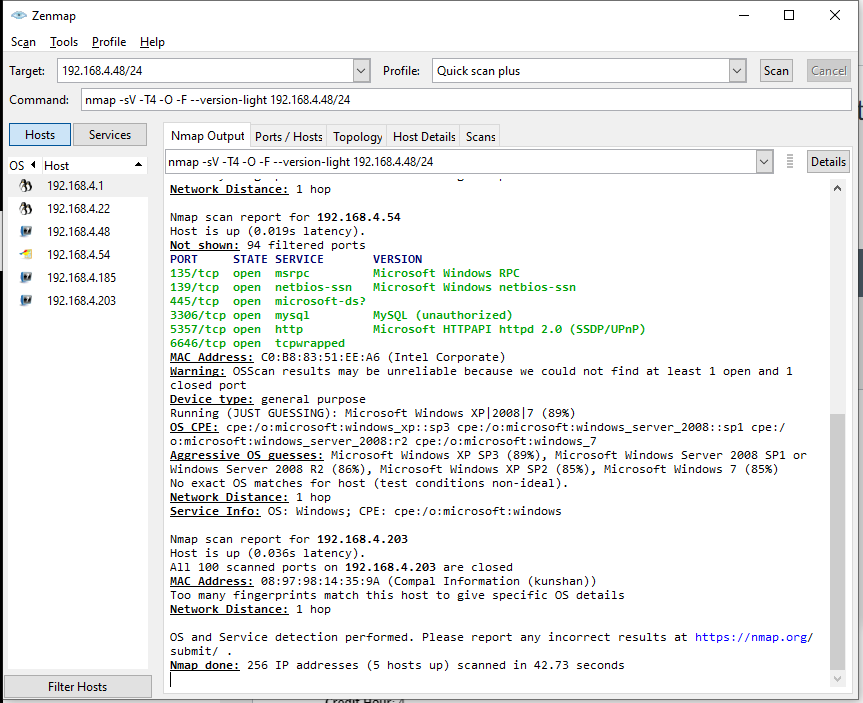 Zenmap
Scan Tools Profile Help
Target: 192.168.4.48/24 Profile: Quick scan plus Scan Cancel
Command: nmap -sV -T4 -O -F --version-light 192.168.4.48/24
Hosts Services Nmap Output Ports / Hosts Topology Host Details Scans
OS Host
192.168.4.1
192.168.4.22
192.168.4.48
192.168.4.54
192.168.4.185
192.168.4.203
Filter Hosts
nmap -sV -T4 -O -F --version-light 192.168.4.48/24 Details
Network Distance: 1 hop
Nmap scan report for 192.168.4.54
Host is up (0.019s latency).
Not shown: 94 filtered ports
PORT STATE SERVICE VERSION
135/tcp open msrpc Microsoft Windows RPC
139/tcp open netbios-ssn Microsoft Windows netbios-ssn
445/tcp open microsoft-ds?
3306/tcp open mysql MySQL (unauthorized)
5357/tcp open http Microsoft HTTPAPI httpd 2.0 (SSDP/UPnP)
6646/tcp open tcpwrapped
MAC Address: C0:B8:83:51:EE:A6 (Intel Corporate)
Warning: OSScan results may be unreliable because we could not find at least 1 open and 1
closed port
Device type: general purpose
Running (JUST GUESSING): Microsoft Windows XP|2008|7 (89%)
OS CPE: cpe:/o:microsoft:windows_xp::sp3 cpe:/o:microsoft:windows_server_2008::sp1 cpe:/
o:microsoft:windows_server_2008:r2 cpe:/o:microsoft:windows_7
Aggressive OS guesses: Microsoft Windows XP SP3 (89%), Microsoft Windows Server 2008 SP1 or
Windows Server 2008 R2 (86%), Microsoft Windows XP SP2 (85%), Microsoft Windows 7 (85%)
No exact OS matches for host (test conditions non-ideal).
Network Distance: 1 hop
Service Info: OS: Windows; CPE: cpe:/o:microsoft:windows
Nmap scan report for 192.168.4.203
Host is up (0.036s latency).
All 100 scanned ports on 192.168.4.203 are closed
MAC Address: 08:97:98:14:35:9A (Compal Information (kunshan))
Too many fingerprints match this host to give specific OS details
Network Distance: 1 hop
OS and Service detection performed. Please report any incorrect results at https://nmap.org/
submit/ .
Nmap done: 256 IP addresses (5 hosts up) scanned in 42.73 seconds
Credit Hour: 4